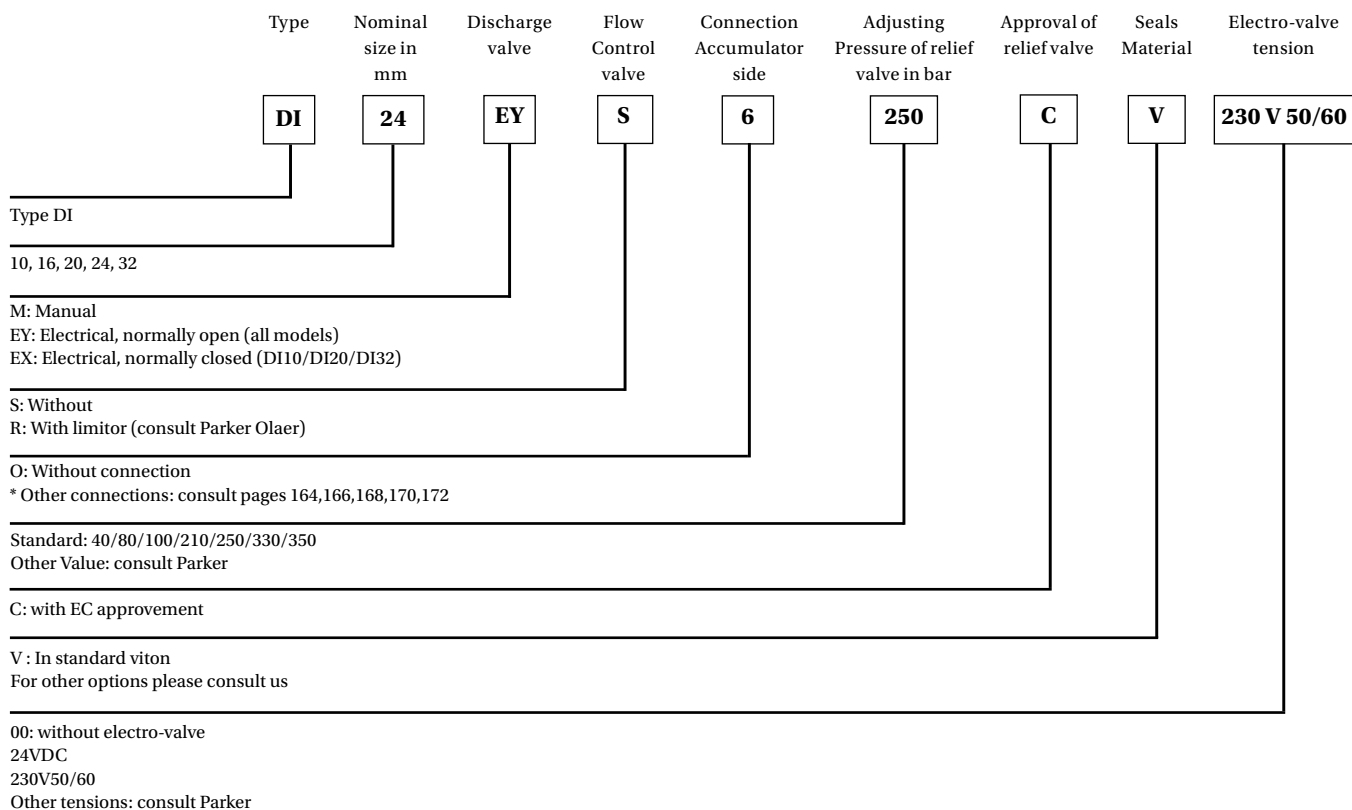 Type
Nominal
size in
mm
Discharge
valve
Flow
Control
valve
Connection
Accumulator
side
Adjusting
Pressure of relief
valve in bar
Approval of
relief valve
Seals
Material
Electro-valve
tension
DI
24
EY
S
6
250
C
V
230 V 50/60
Type DI
10, 16, 20, 24, 32
M: Manual
EY: Electrical, normally open (all models)
EX: Electrical, normally closed (DI10/DI20/DI32)
S: Without
R: With limitor (consult Parker Olaer)
O: Without connection
* Other connections: consult pages 164,166,168,170,172
Standard: 40/80/100/210/250/330/350
Other Value: consult Parker
C: with EC approvement
V : In standard viton
For other options please consult us
00: without electro-valve
24VDC
230V50/60
Other tensions: consult Parker